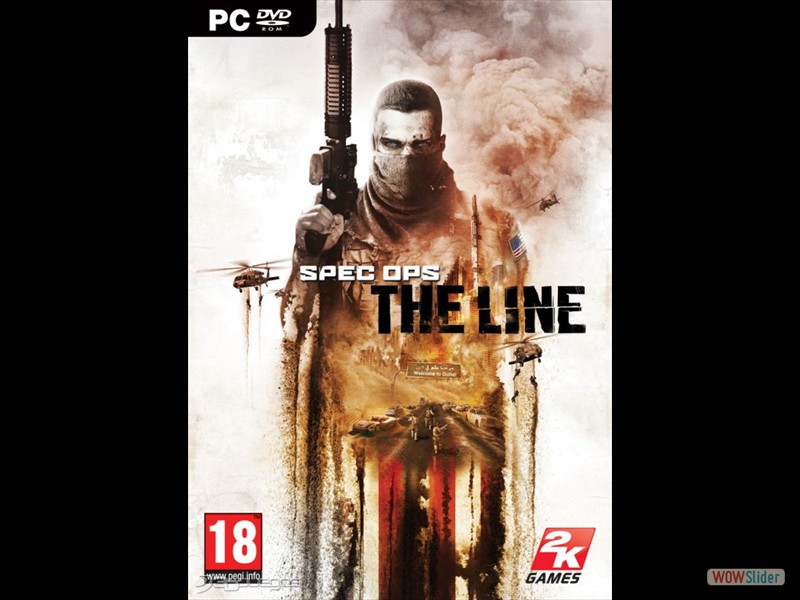 PC DVD
ROM
SPEC OPS
THE LINE
Welcome to Dubai
18
www.pegi.info
2K
GAMES
WOWSlider